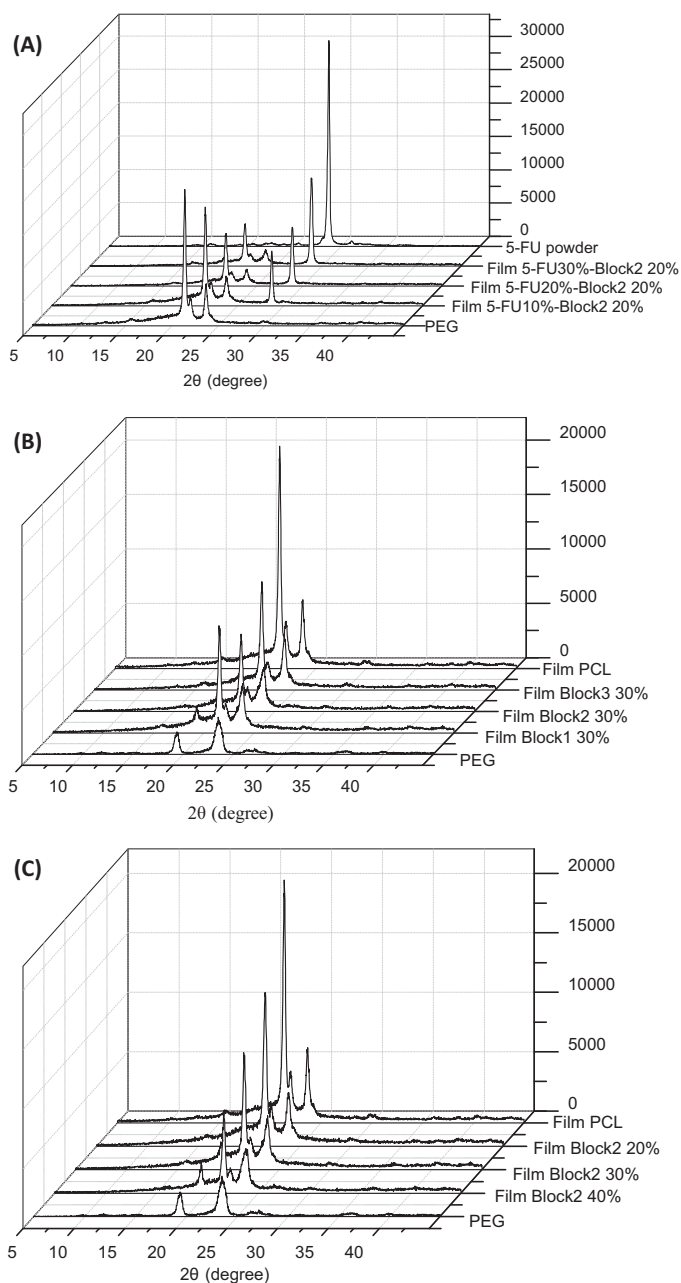 (A)
30000
25000
20000
15000
10000
5000
0
5-FU powder
Film 5-FU30%-Block2 20%
Film 5-FU20%-Block2 20%
Film 5-FU10%-Block2 20%
PEG
5 10 15 20 25 30 35 40
2θ (degree)
(B)
20000
15000
10000
5000
0
Film PCL
Film Block3 30%
Film Block2 30%
Film Block1 30%
PEG
5 10 15 20 25 30 35 40
2θ (degree)
(C)
20000
15000
10000
5000
0
Film PCL
Film Block2 20%
Film Block2 30%
Film Block2 40%
PEG
5 10 15 20 25 30 35 40
2θ (degree)